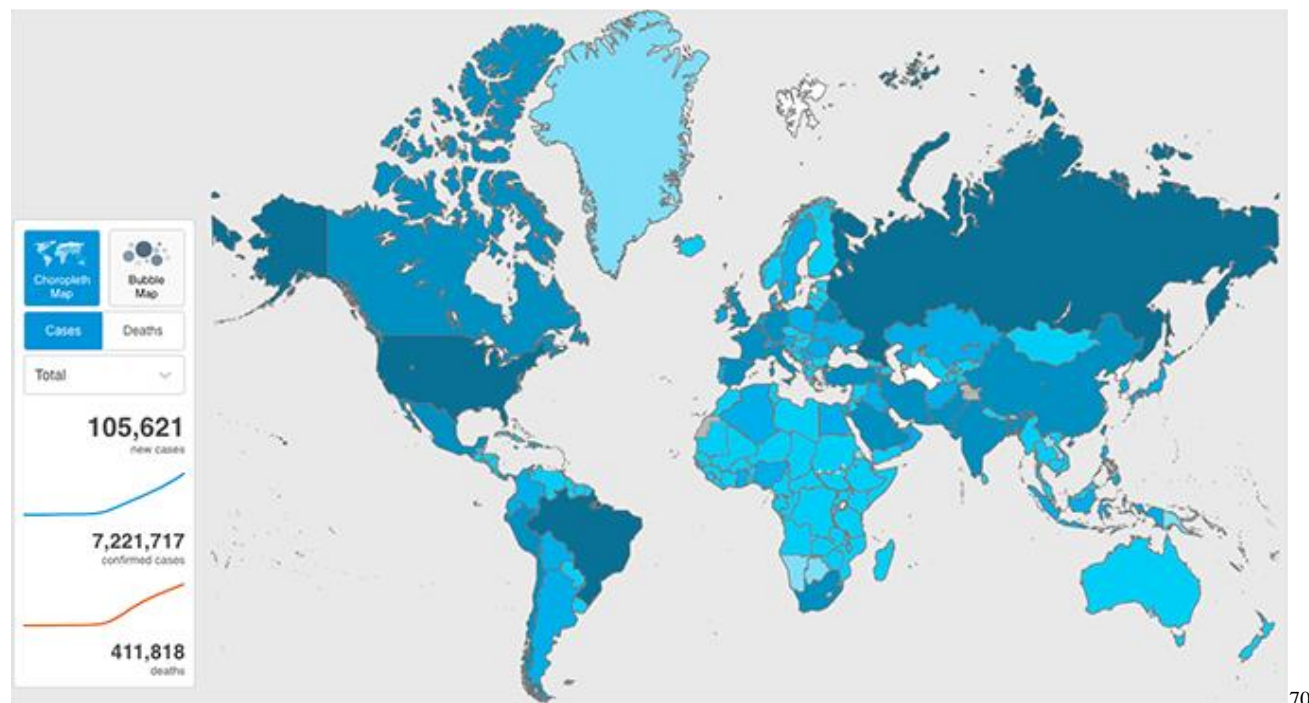 Choropleth
Map
Bubble
Map
Cases
Deaths
Total
105,621
new cases
7,221,717
confirmed cases
411,818
deaths
70